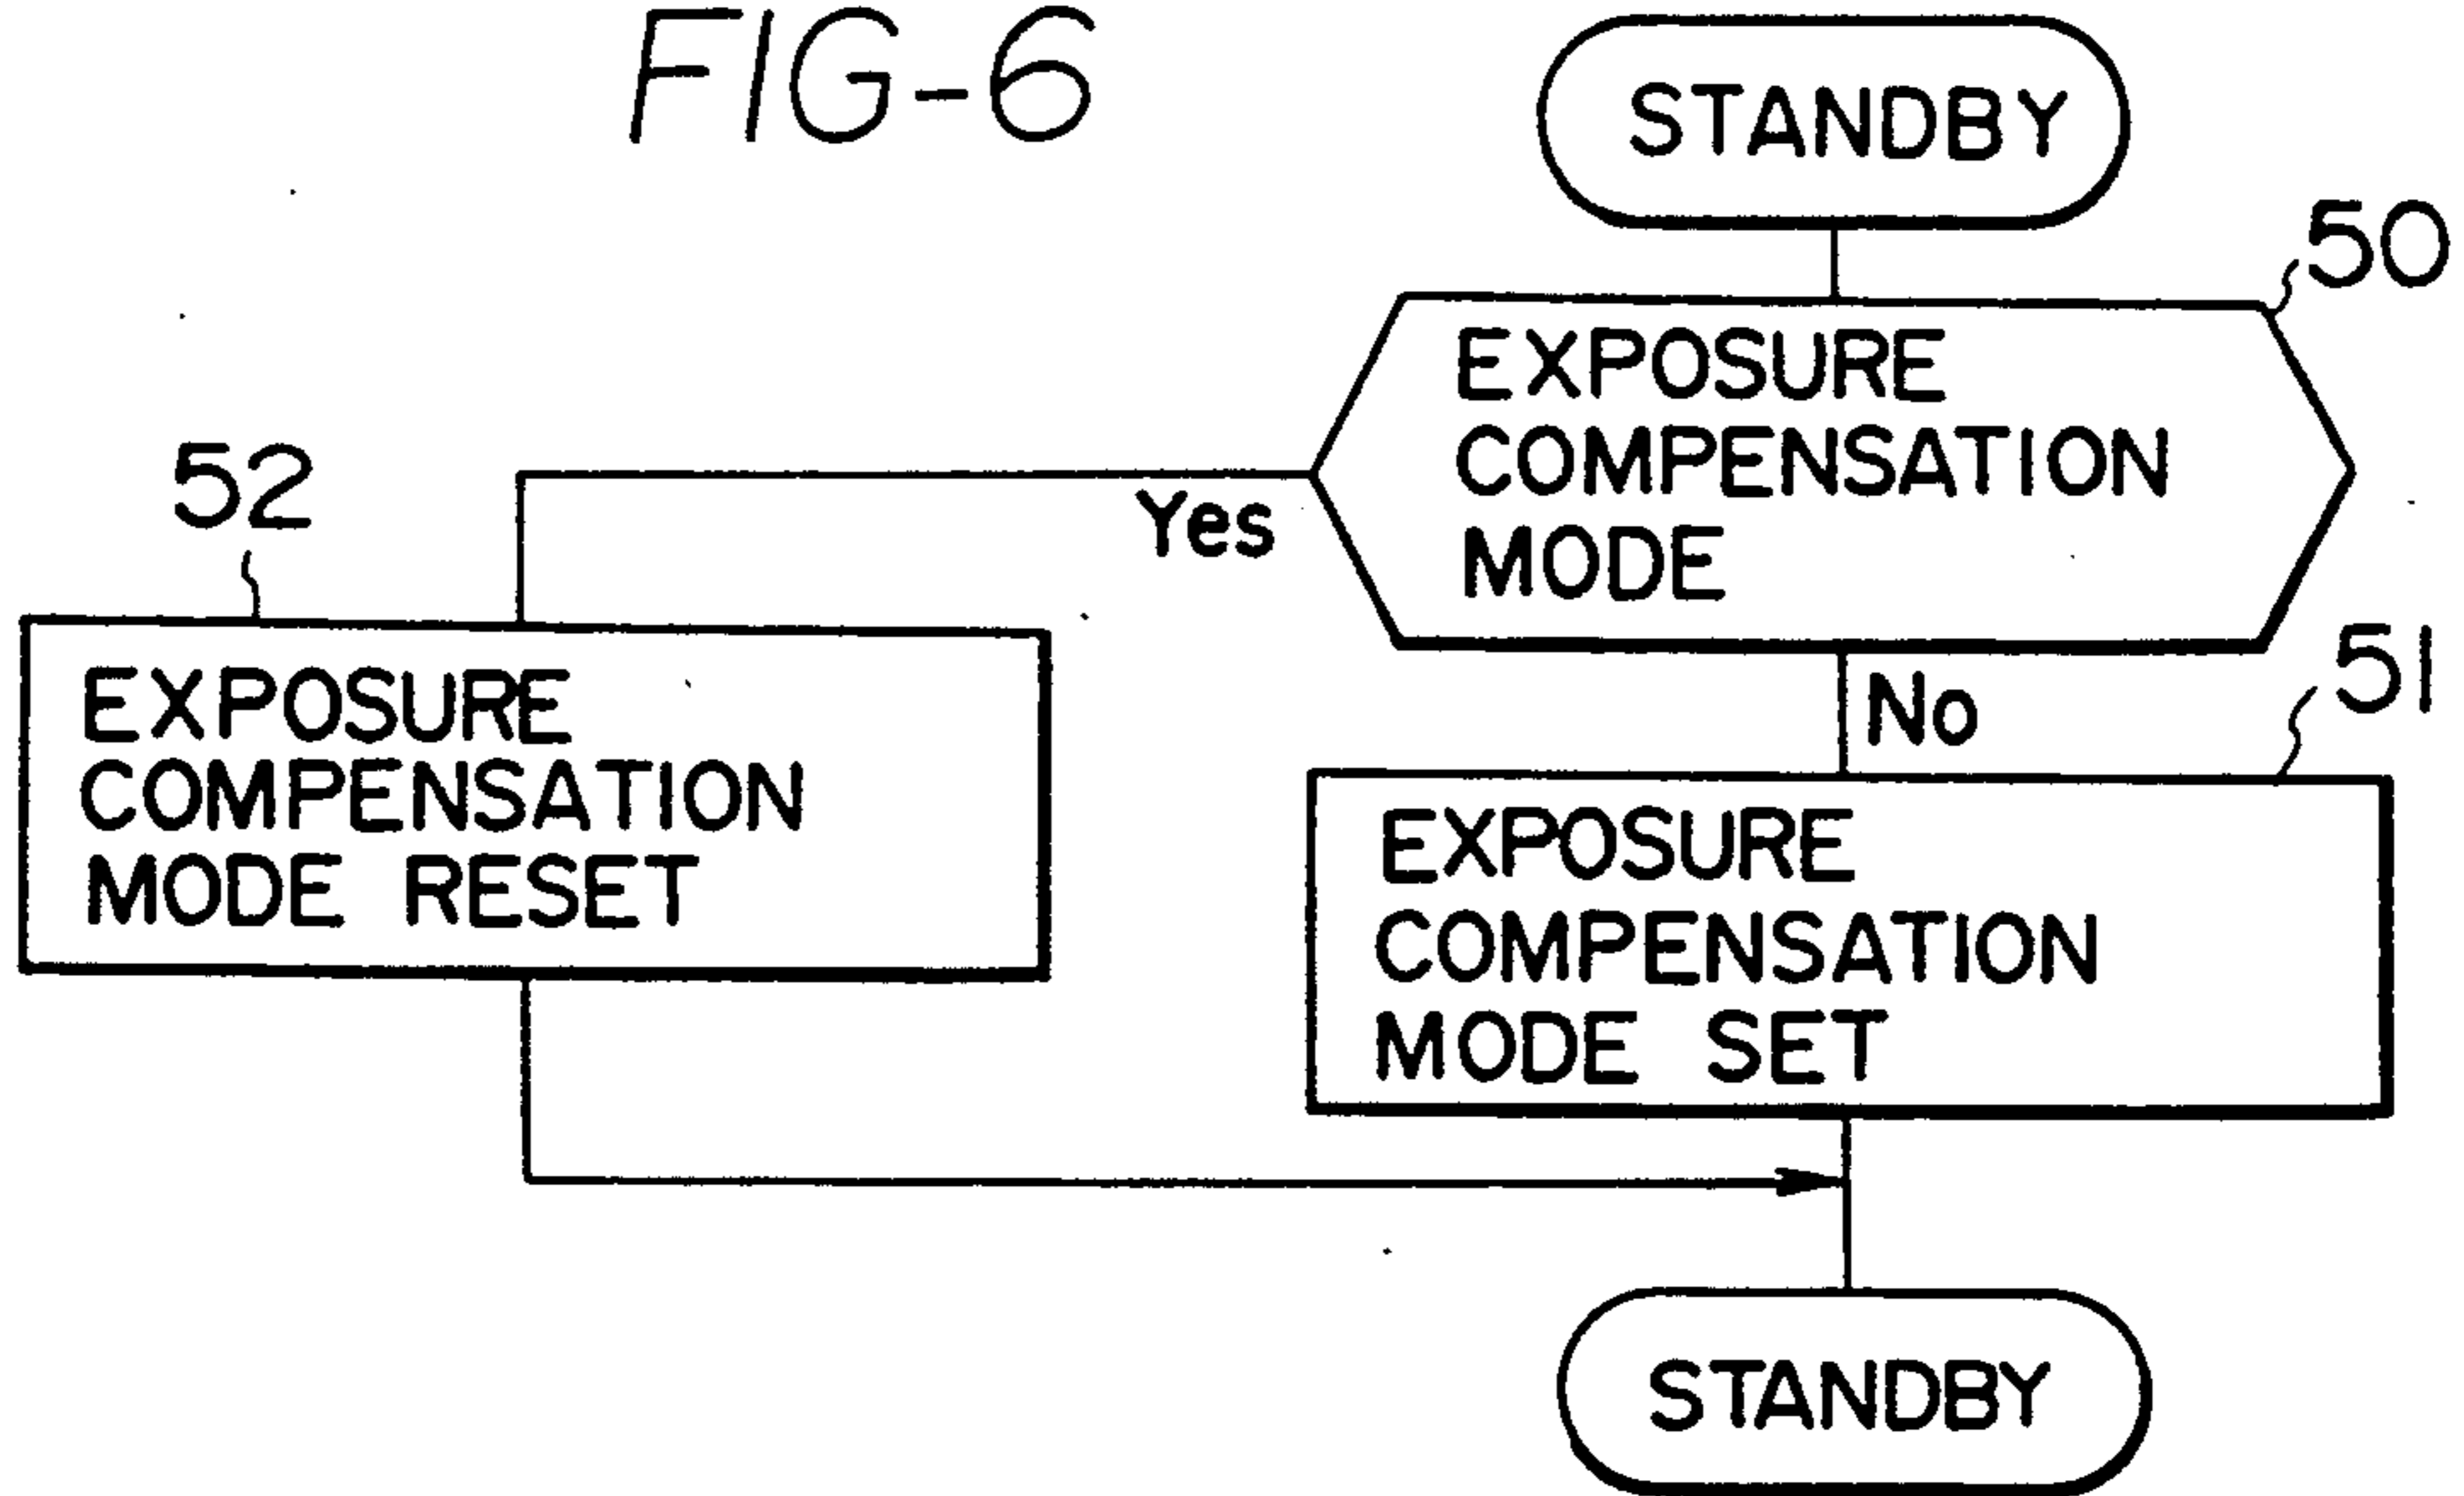 FIG-6
STANDBY
50
EXPOSURE
COMPENSATION
MODE
Yes
52
EXPOSURE
COMPENSATION
MODE RESET
No
51
EXPOSURE
COMPENSATION
MODE SET
STANDBY